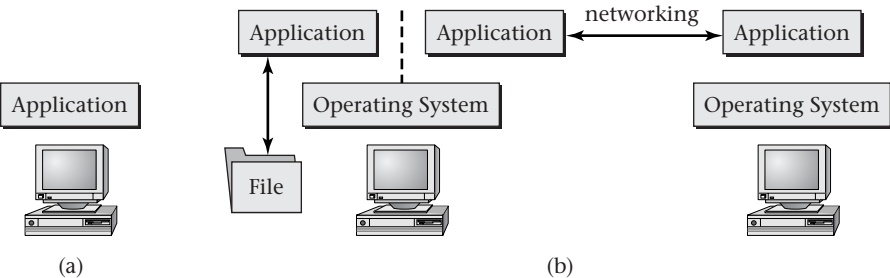 networking
Application
Application
Application
Application
Operating System
Operating System
File
(a)
(b)